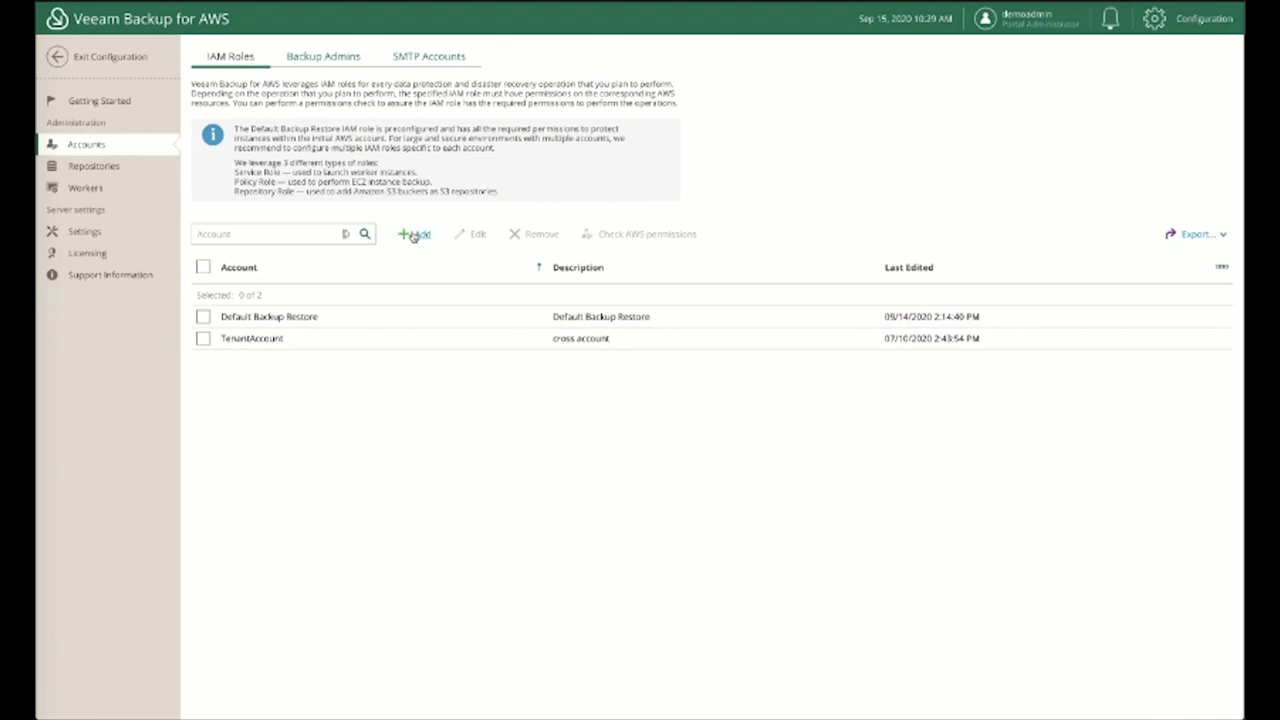 Veeam Backup for AWS
Sep 15, 2020 10:29 AM
demoadmin
Portal Administrator
Configuration
Exit Configuration
Getting Started
Administration
Accounts
Repositories
Workers
Server settings
Settings
Licensing
Support Information
IAM Roles
Backup Admins
SMTP Accounts
Veeam Backup for AWS leverages IAM roles for every data protection and disaster recovery operation that you plan to perform.
Depending on the operation that you plan to perform, the specified IAM role must have permissions on the corresponding AWS
resources. You can perform a permissions check to assure the IAM role has the required permissions to perform the operations.
The Default Backup Restore IAM role is preconfigured and has all the required permissions to protect
instances within the initial AWS account. For large and secure environments with multiple accounts, we
recommend to configure multiple IAM roles specific to each account.
We leverage 3 different types of roles:
Service Role — used to launch worker instances.
Policy Role — used to perform EC2 instance backup.
Repository Role — used to add Amazon S3 buckets as S3 repositories.
Account
Add
Edit
Remove
Check AWS permissions
Export...
Account
Description
Last Edited
Selected: 0 of 2
Default Backup Restore
Default Backup Restore
09/14/2020 2:14:40 PM
TenantAccount
cross account
07/10/2020 2:43:54 PM